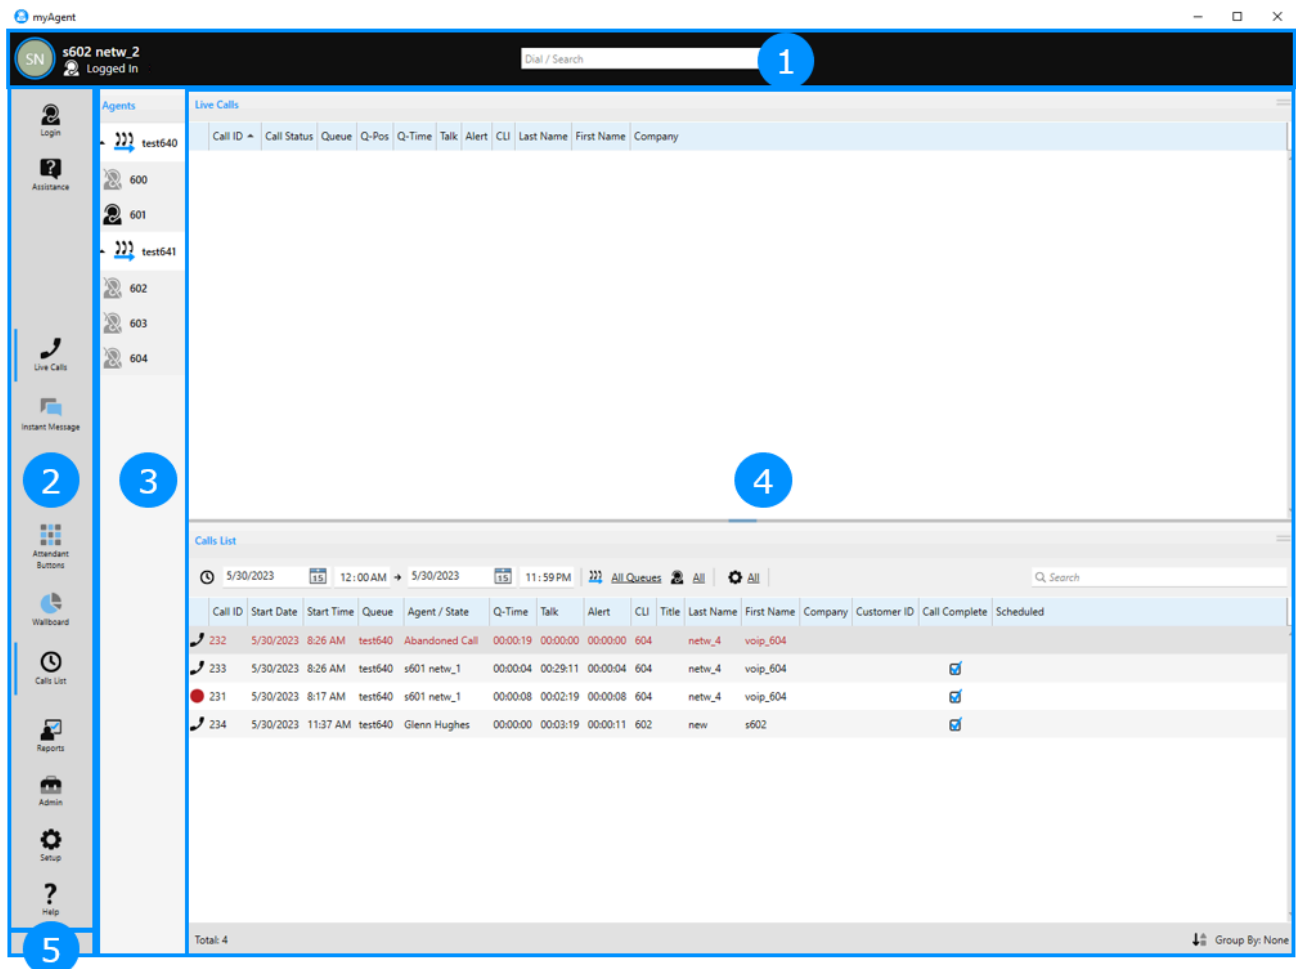 myAgent
SN
s602 netw_2
Logged In
Dial / Search
1
Login
Assistance
Live Calls
Instant Message
2
Attendant
Buttons
Wallboard
Calls List
Reports
Admin
Setup
Help
5
Agents
test640
600
601
test641
602
603
604
3
Live Calls
Call ID Call Status Queue Q-Pos Q-Time Talk Alert CLI Last Name First Name Company
4
Calls List
5/30/2023 15 12:00AM 5/30/2023 15 11:59PM All Queues All All Search
Call ID Start Date Start Time Queue Agent / State Q-Time Talk Alert CLI Title Last Name First Name Company Customer ID Call Complete Scheduled
232 5/30/2023 8:26 AM test640 Abandoned Call 00:00:19 00:00:00 00:00:00 604 netw_4 voip_604
233 5/30/2023 8:26 AM test640 s601 netw_1 00:00:04 00:29:11 00:00:04 604 netw_4 voip_604
231 5/30/2023 8:17 AM test640 s601 netw_1 00:00:08 00:02:19 00:00:08 604 netw_4 voip_604
234 5/30/2023 11:37 AM test640 Glenn Hughes 00:00:00 00:03:19 00:00:11 602 new s602
Total: 4 Group By: None